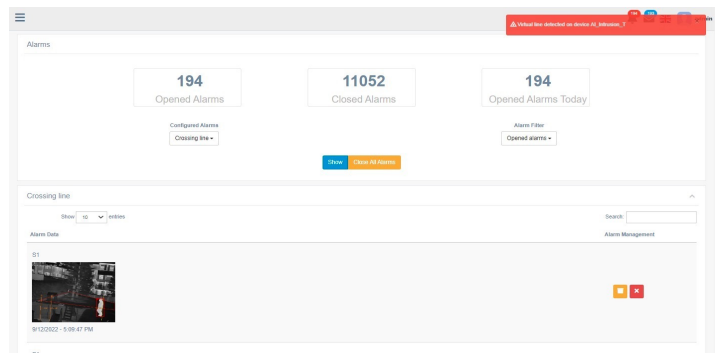 194
⚠ Virtual line detected on device AI_Intrusion_T
Alarms
194
Opened Alarms
11052
Closed Alarms
194
Opened Alarms Today
Configured Alarms
Crossing line
Alarm Filter
Opened alarms
Show
Close All Alarms
Crossing line
Show 10 entries
Search:
Alarm Date
Alarm Management
S1
9/12/2022 - 5:09:47 PM